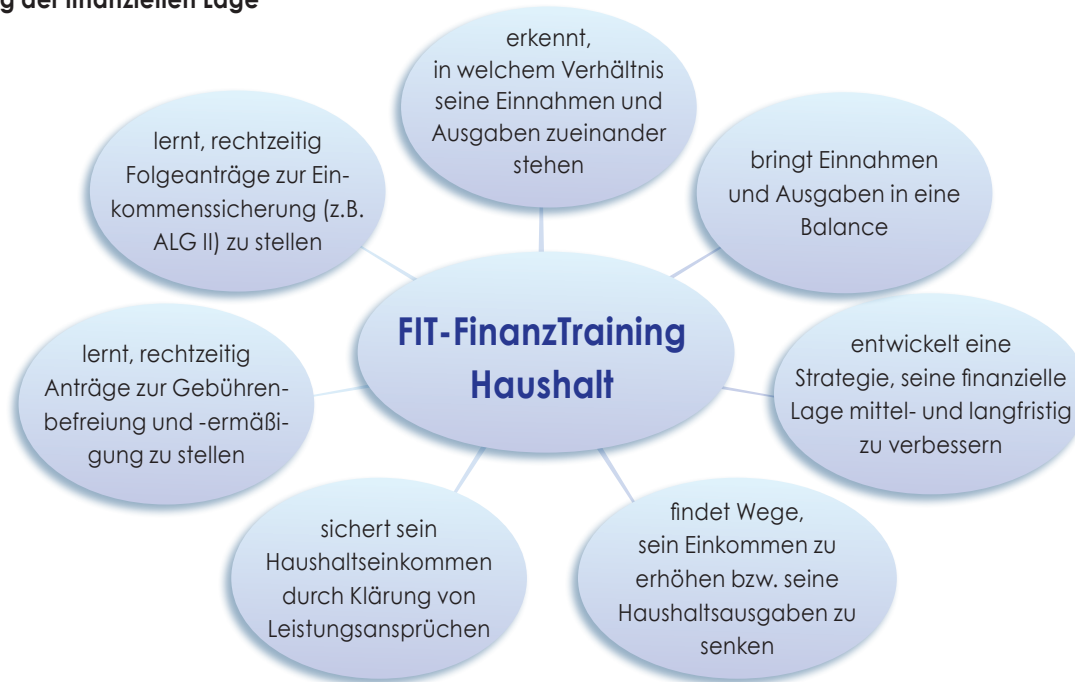 g der finanziellen Lage
erkennt,
in welchem Verhältnis
seine Einnahmen und
Ausgaben zueinander
stehen
bringt Einnahmen
und Ausgaben in eine
Balance
entwickelt eine
Strategie, seine finanzielle
Lage mittel- und langfristig
zu verbessern
findet Wege,
sein Einkommen zu
erhöhen bzw. seine
Haushaltsausgaben zu
senken
sichert sein
Haushaltseinkommen
durch Klärung von
Leistungsansprüchen
lernt, rechtzeitig
Anträge zur Gebühren-
befreiung und -ermäßi-
gung zu stellen
lernt, rechtzeitig
Folgeanträge zur Ein-
kommenssicherung (z.B.
ALG II) zu stellen
FIT-FinanzTraining
Haushalt